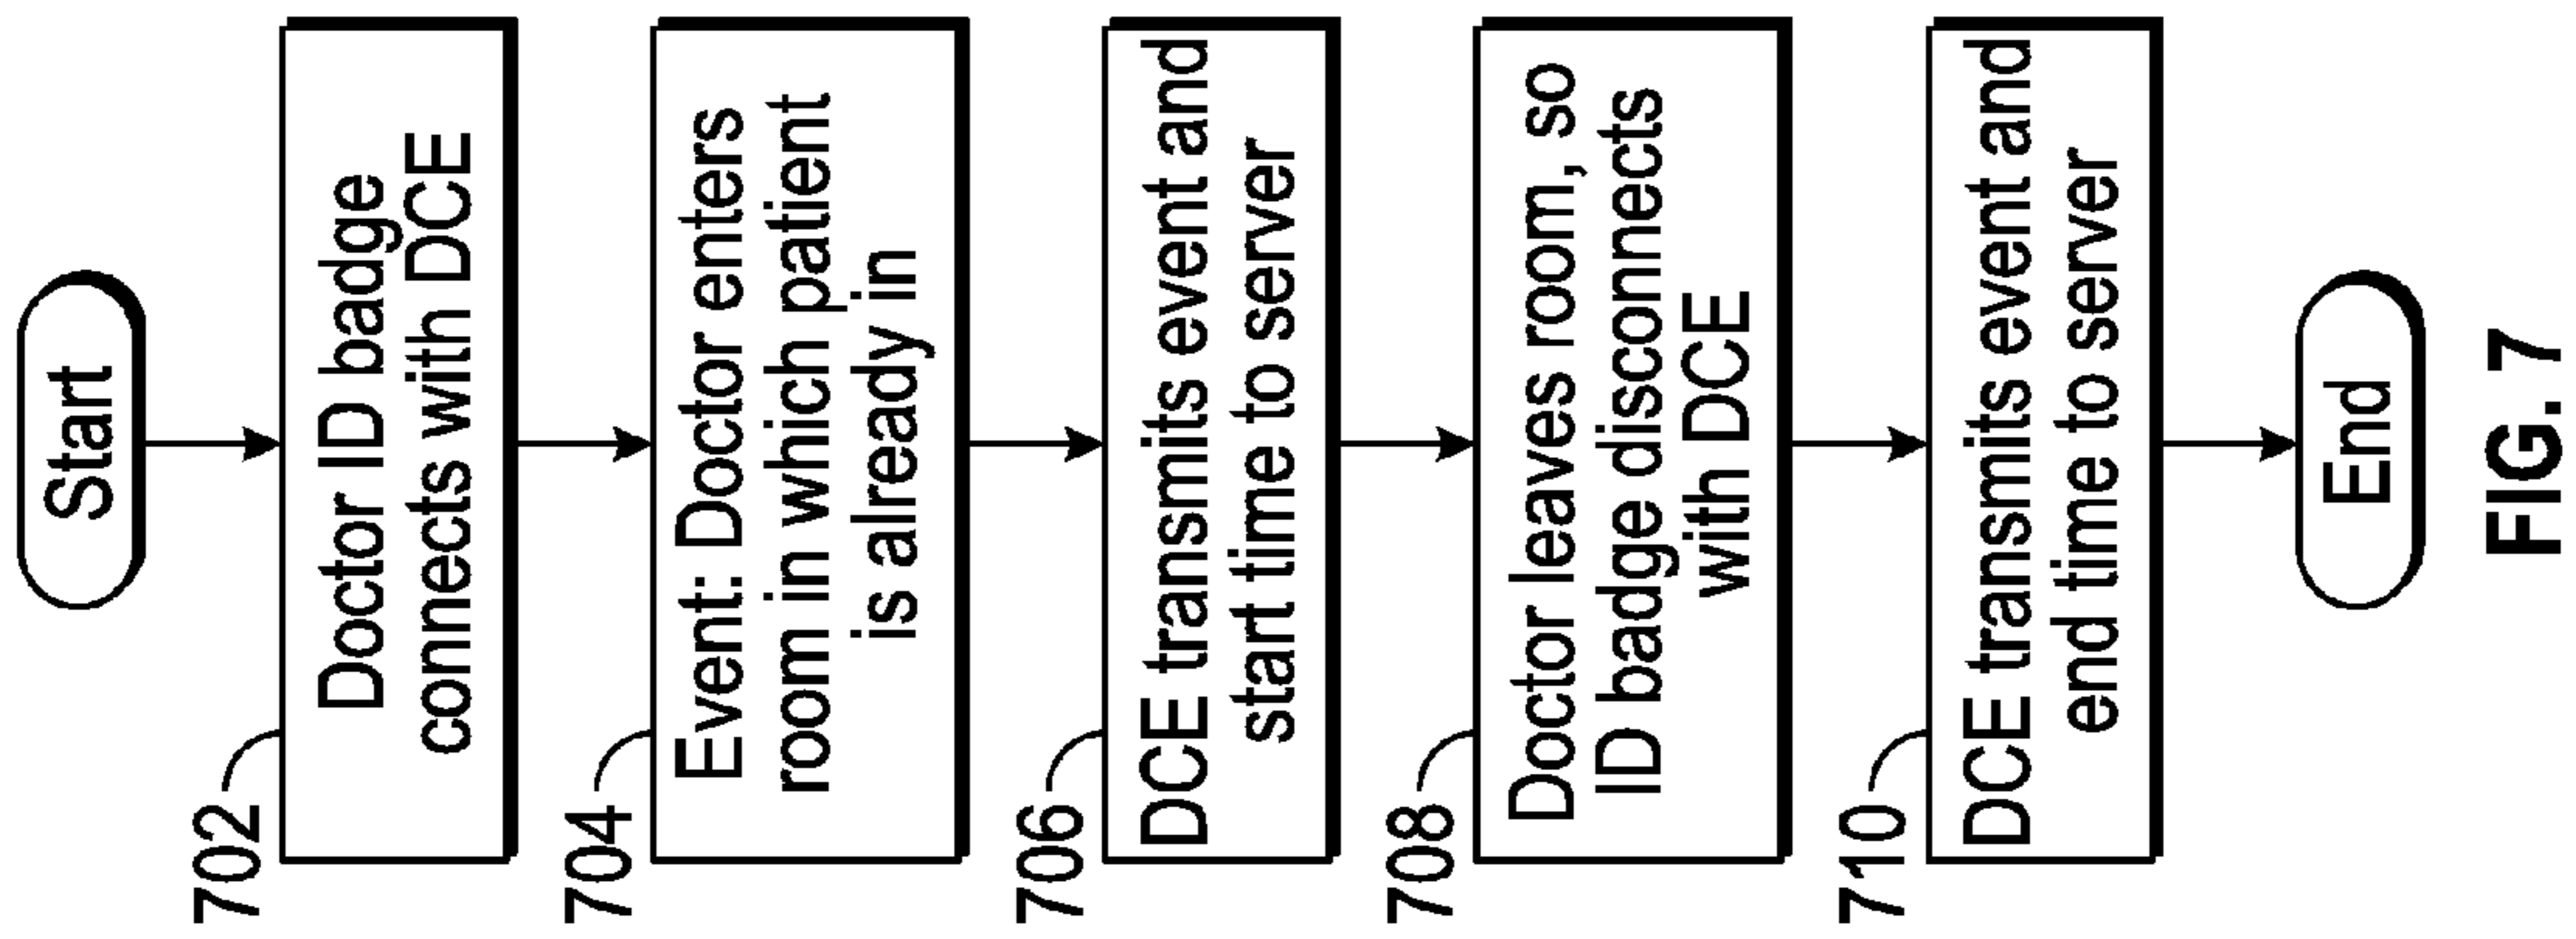 Start
702
Doctor ID badge
connects with DCE
704
Event: Doctor enters
room in which patient
is already in
706
DCE transmits event and
start time to server
708
Doctor leaves room, so
ID badge disconnects
with DCE
710
DCE transmits event and
end time to server
End
FIG. 7